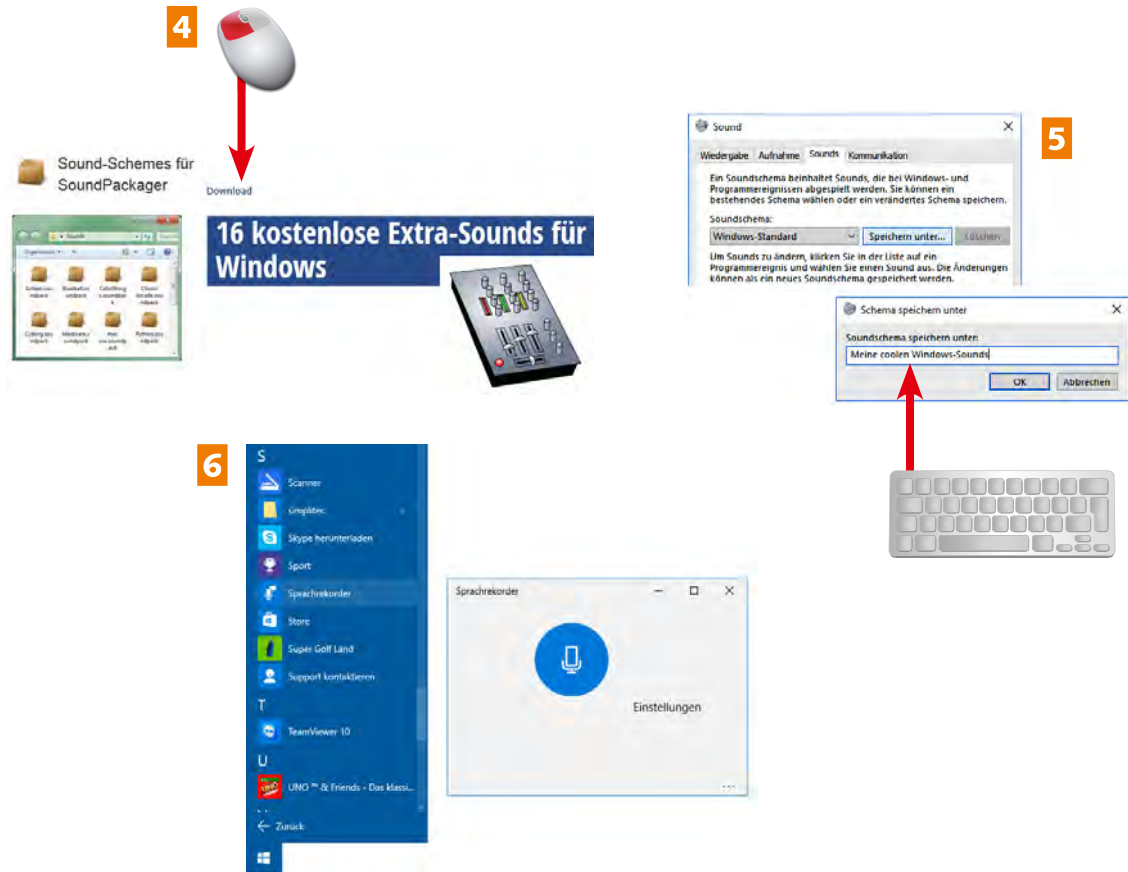 4
Sound-Schemes für
SoundPackager
Download
16 kostenlose Extra-Sounds für
Windows
5
Sound
Wiedergabe Aufnahme Sounds Kommunikation
Ein Soundschema beinhaltet Sounds, die bei Windows- und
Programmereignissen abgespielt werden. Sie können ein
bestehendes Schema wählen oder ein verändertes Schema speichern.
Soundschema:
Windows-Standard Speichern unter... Löschen
Um Sounds zu ändern, klicken Sie in der Liste auf ein
Programmereignis und wählen Sie einen Sound aus. Die Änderungen
können als ein neues Soundschema gespeichert werden.
Schema speichern unter
Soundschema speichern unter:
Meine coolen Windows-Sounds
OK Abbrechen
6
S
Scanner
Skype herunterladen
Sport
Sprachrekorder
Store
Super Golf Land
Support kontaktieren
T
TeamViewer 10
U
UNO ™ & Friends - Das klassi...
Zurück
Sprachrekorder
Einstellungen
...